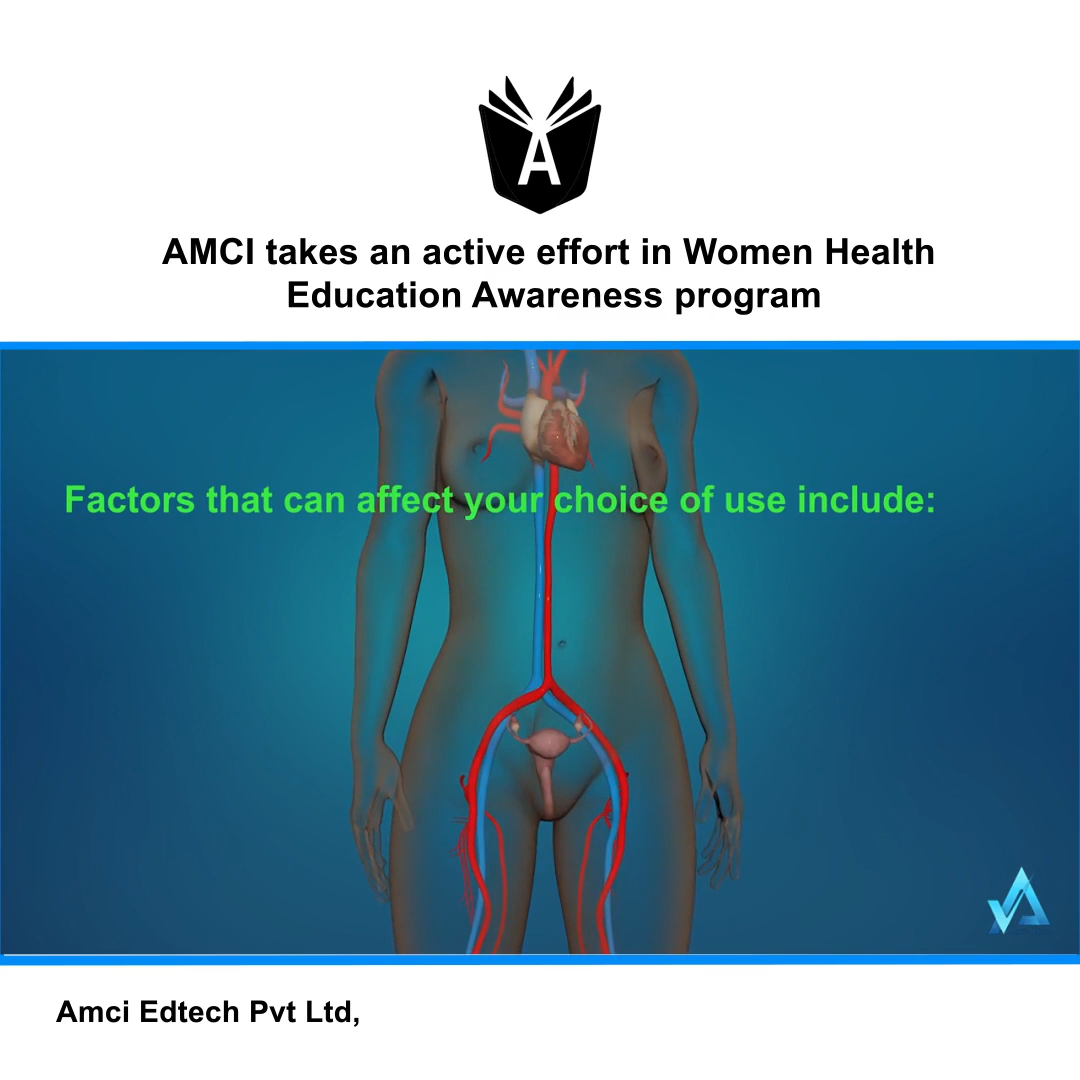 A
AMCI takes an active effort in Women Health
Education Awareness program
Factors that can affect your choice of use include:
Amci Edtech Pvt Ltd,